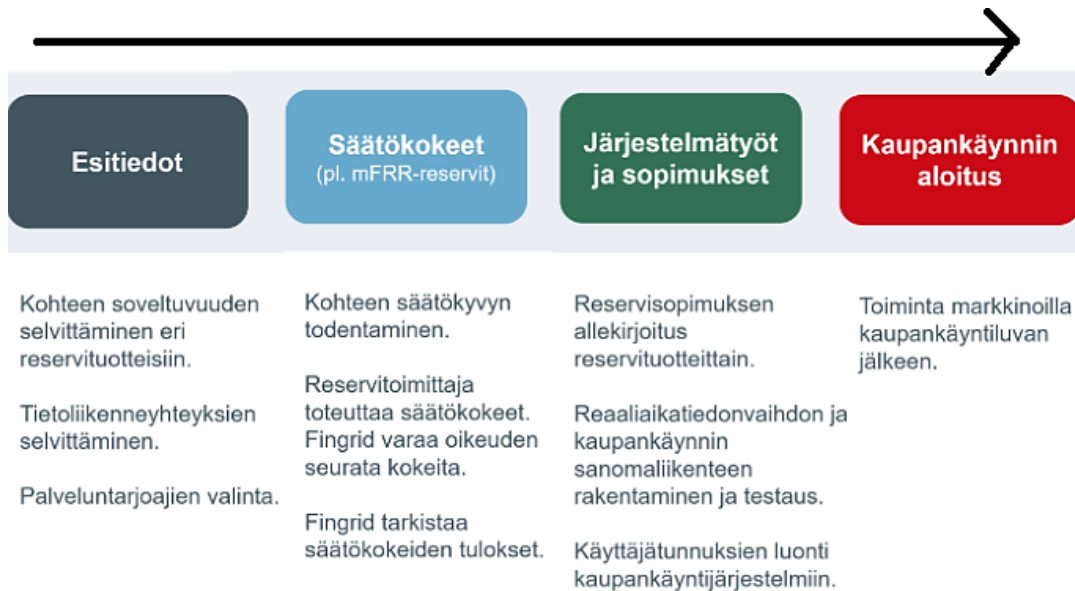 Esitiedot
Säätökokeet
(pl. mFRR-reservit)
Järjestelmätyöt
ja sopimukset
Kaupankäynnin
aloitus
Kohteen soveltuvuuden
selvittäminen eri
reservituotteisiin.
Tietoliikenneyhteyksien
selvittäminen.
Palveluntarjoajien valinta.
Kohteen säätökyvyn
todentaminen.
Reservitoimittaja
toteuttaa säätökokeet.
Fingrid varaa oikeuden
seurata kokeita.
Fingrid tarkistaa
säätökokeiden tulokset.
Reservisopimuksen
allekirjoitus
reservituotteittain.
Reaaliaikatiedonvaihdon ja
kaupankäynnin
sanomaliikenteen
rakentaminen ja testaus.
Käyttäjätunnuksien luonti
kaupankäyntijärjestelmiin.
Toiminta markkinoilla
kaupankäyntiluvan
jälkeen.